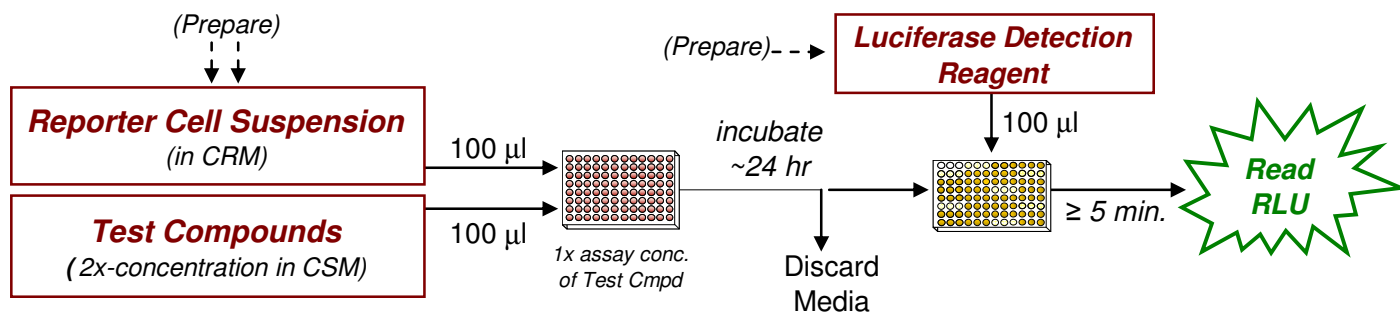 (Prepare)
Reporter Cell Suspension
(in CRM)
Test Compounds
(2x-concentration in CSM)
100 µl
100 µl
1x assay conc.
of Test Cmpd
incubate
~24 hr
Discard
Media
(Prepare)
Luciferase Detection
Reagent
100 µl
≥ 5 min.
Read
RLU